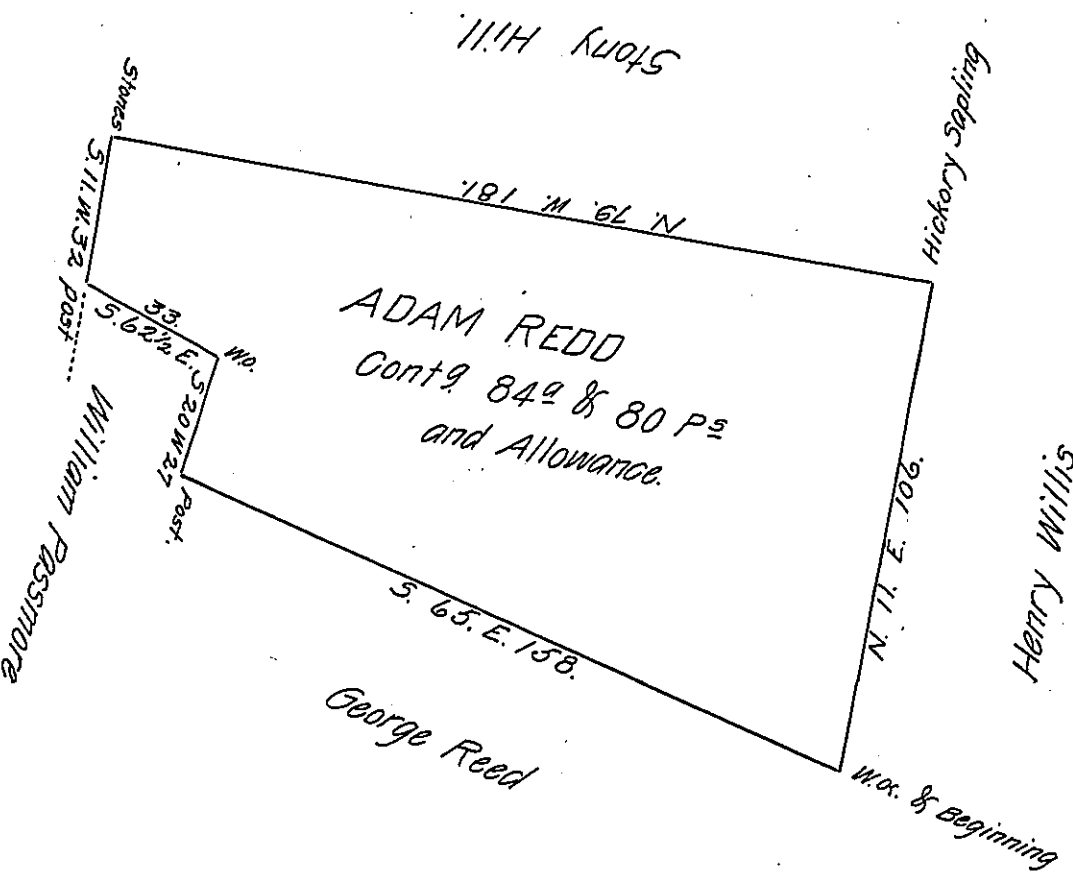 Stony Hill.
Stones
Hickory Sapling
N. 79. W. 181.
S. 11. W. 32
Post
33.
S. 62½ E.
W.O.
S 20 W 27
Post.
ADAM REDD
Contg. 84a & 80 Ps
and Allowance.
N. 11. E. 106.
Henry Willis
William Passmore
S. 65. E. 158.
George Reed
W.O. & Beginning